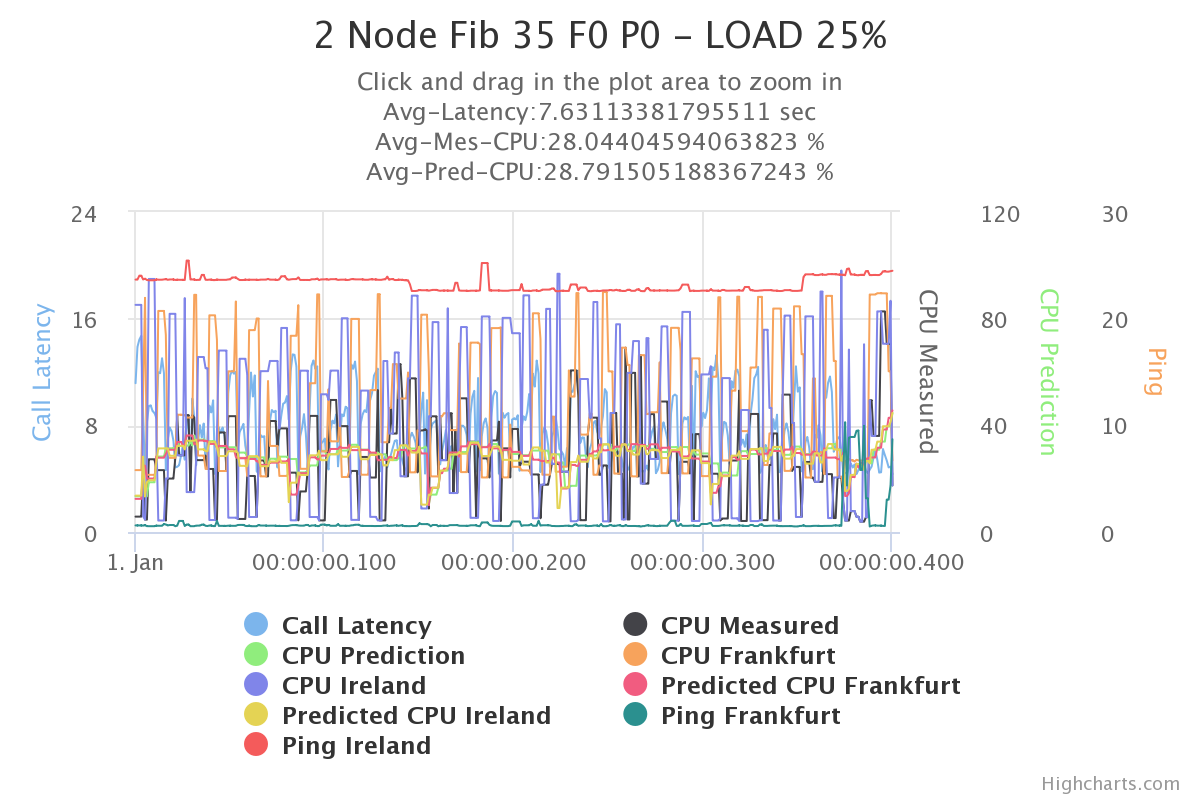 2 Node Fib 35 F0 P0 – LOAD 25%
Click and drag in the plot area to zoom in
Avg-Latency:7.63113381795511 sec
Avg-Mes-CPU:28.04404594063823 %
Avg-Pred-CPU:28.791505188367243 %
24 120 30
16 80 20
8 40 10
0 0 0
Call Latency
CPU Measured
CPU Prediction
Ping
1. Jan 00:00:00.100 00:00:00.200 00:00:00.300 00:00:00.400
Call Latency CPU Measured
CPU Prediction CPU Frankfurt
CPU Ireland Predicted CPU Frankfurt
Predicted CPU Ireland Ping Frankfurt
Ping Ireland
Highcharts.com